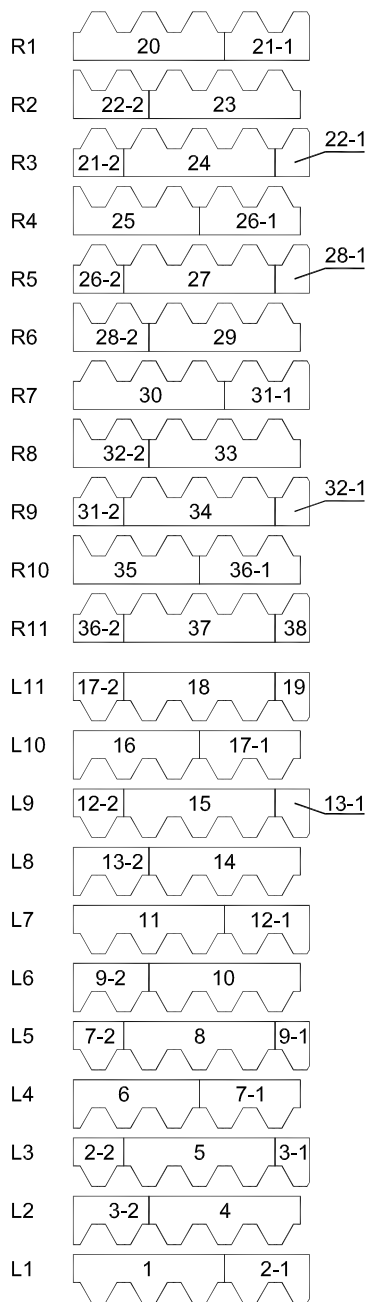 R1 20 21-1
R2 22-2 23
R3 21-2 24 22-1
R4 25 26-1
R5 26-2 27 28-1
R6 28-2 29
R7 30 31-1
R8 32-2 33
R9 31-2 34 32-1
R10 35 36-1
R11 36-2 37 38
L11 17-2 18 19
L10 16 17-1
L9 12-2 15 13-1
L8 13-2 14
L7 11 12-1
L6 9-2 10
L5 7-2 8 9-1
L4 6 7-1
L3 2-2 5 3-1
L2 3-2 4
L1 1 2-1